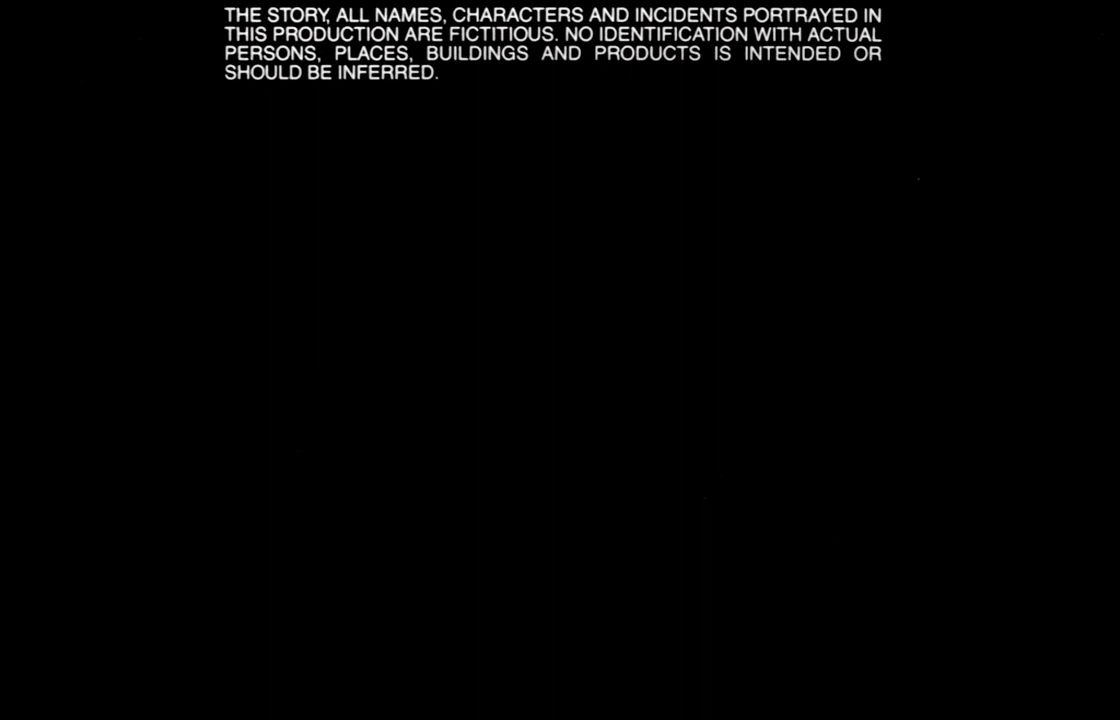 THE STORY, ALL NAMES, CHARACTERS AND INCIDENTS PORTRAYED IN
THIS PRODUCTION ARE FICTITIOUS. NO IDENTIFICATION WITH ACTUAL
PERSONS, PLACES, BUILDINGS AND PRODUCTS IS INTENDED OR
SHOULD BE INFERRED.